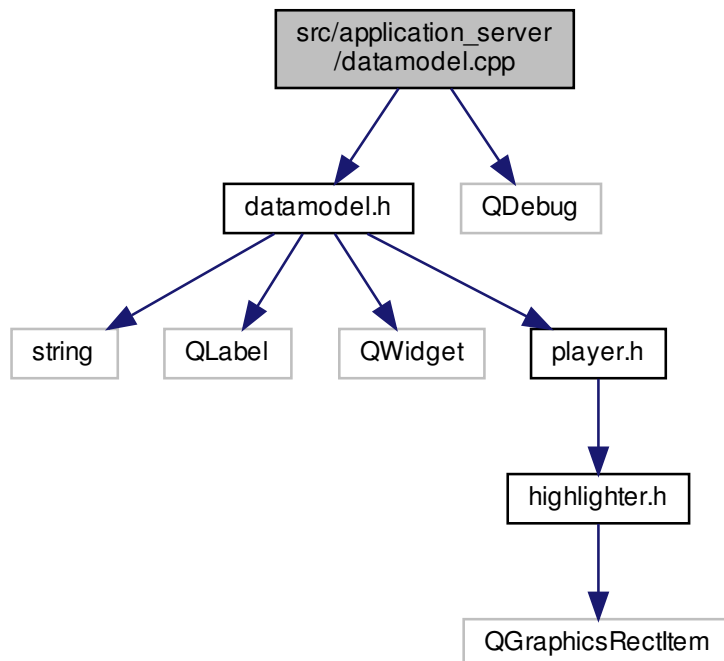 src/application_server
/datamodel.cpp
datamodel.h
QDebug
string
QLabel
QWidget
player.h
highlighter.h
QGraphicsRectItem